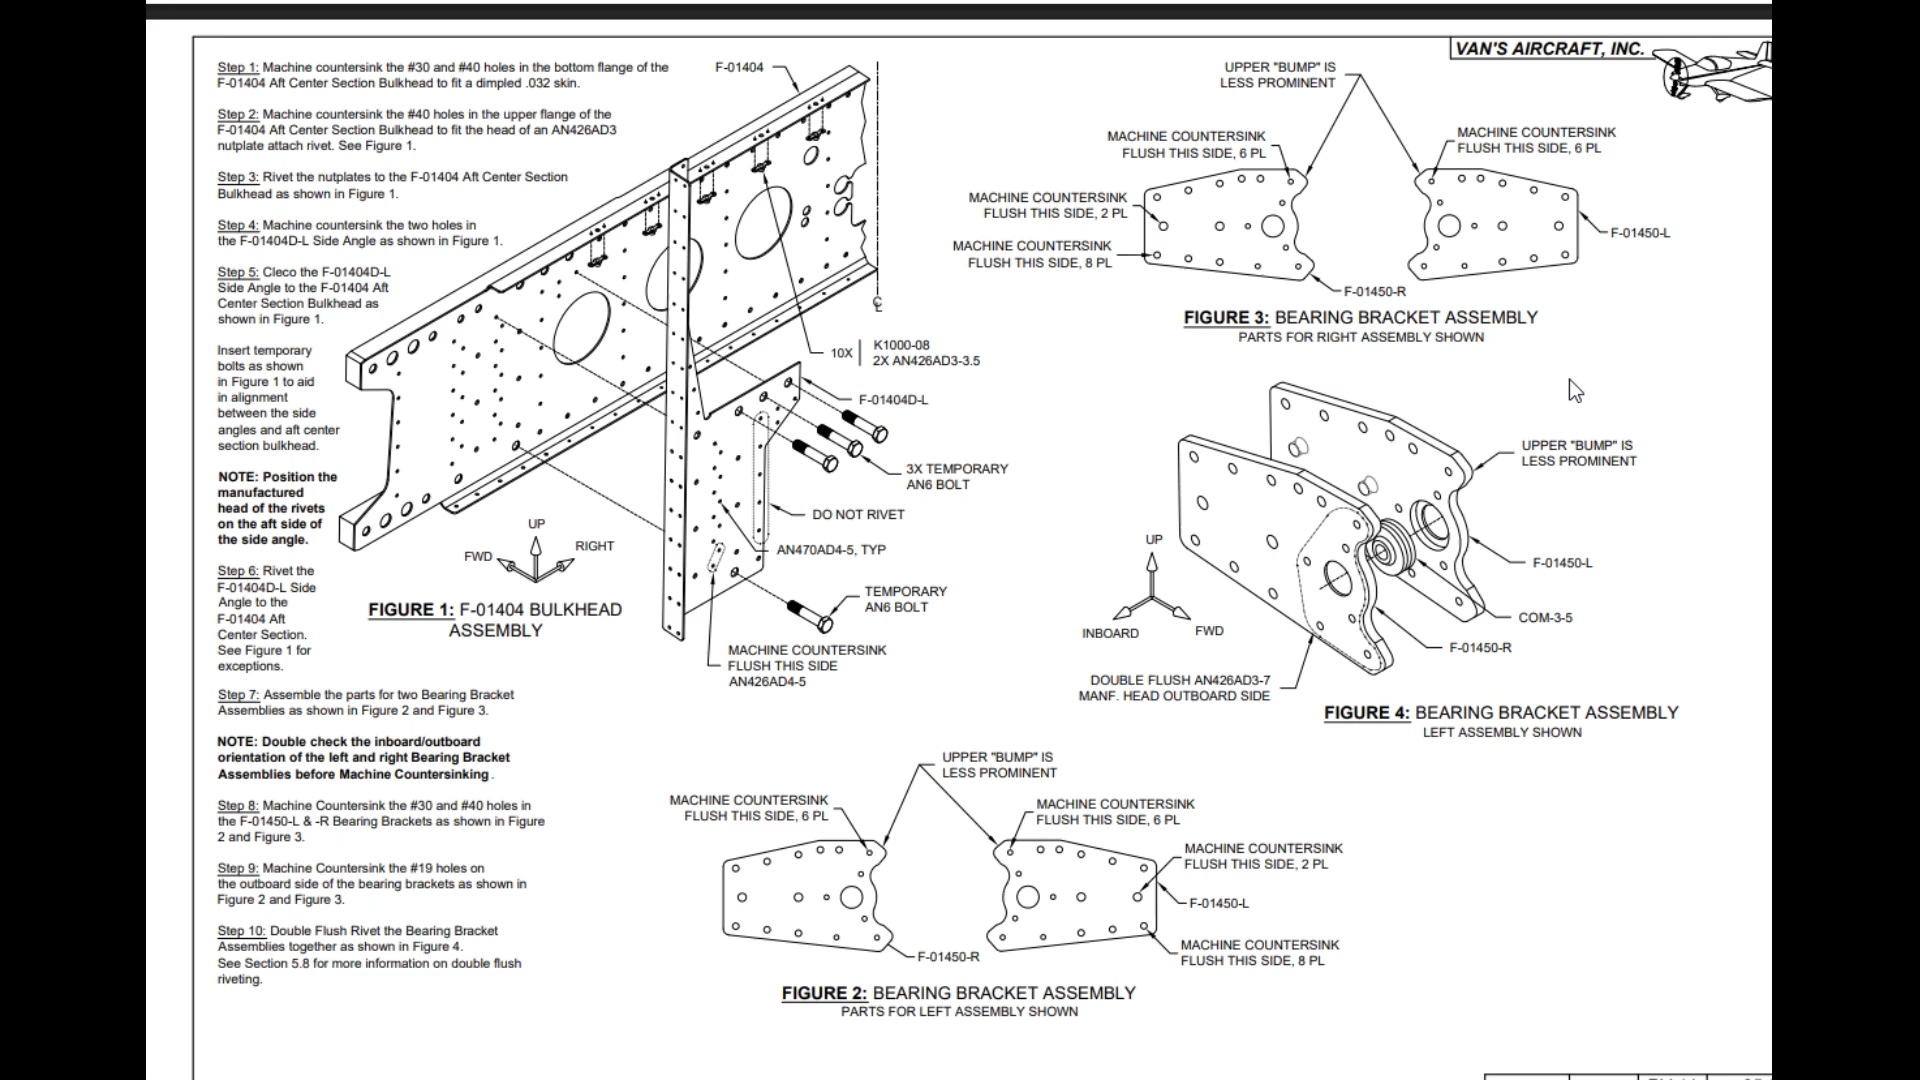 VAN'S AIRCRAFT, INC.
Step 1: Machine countersink the #30 and #40 holes in the bottom flange of the
F-01404 Aft Center Section Bulkhead to fit a dimpled .032 skin.
Step 2: Machine countersink the #40 holes in the upper flange of the
F-01404 Aft Center Section Bulkhead to fit the head of an AN426AD3
nutplate attach rivet. See Figure 1.
Step 3: Rivet the nutplates to the F-01404 Aft Center Section
Bulkhead as shown in Figure 1.
Step 4: Machine countersink the two holes in
the F-01404D-L Side Angle as shown in Figure 1.
Step 5: Cleco the F-01404D-L
Side Angle to the F-01404 Aft
Center Section Bulkhead as
shown in Figure 1.
Insert temporary
bolts as shown
in Figure 1 to aid
in alignment
between the side
angles and aft center
section bulkhead.
NOTE: Position the
manufactured
head of the rivets
on the aft side of
the side angle.
Step 6: Rivet the
F-01404D-L Side
Angle to the
F-01404 Aft
Center Section.
See Figure 1 for
exceptions.
Step 7: Assemble the parts for two Bearing Bracket
Assemblies as shown in Figure 2 and Figure 3.
NOTE: Double check the inboard/outboard
orientation of the left and right Bearing Bracket
Assemblies before Machine Countersinking.
Step 8: Machine Countersink the #30 and #40 holes in
the F-01450-L & -R Bearing Brackets as shown in Figure
2 and Figure 3.
Step 9: Machine Countersink the #19 holes on
the outboard side of the bearing brackets as shown in
Figure 2 and Figure 3.
Step 10: Double Flush Rivet the Bearing Bracket
Assemblies together as shown in Figure 4.
See Section 5.8 for more information on double flush
riveting.
F-01404
℄
10X
K1000-08
2X AN426AD3-3.5
F-01404D-L
3X TEMPORARY
AN6 BOLT
DO NOT RIVET
AN470AD4-5, TYP
TEMPORARY
AN6 BOLT
MACHINE COUNTERSINK
FLUSH THIS SIDE
AN426AD4-5
UP
FWD
RIGHT
FIGURE 1: F-01404 BULKHEAD
ASSEMBLY
UPPER "BUMP" IS
LESS PROMINENT
MACHINE COUNTERSINK
FLUSH THIS SIDE, 6 PL
MACHINE COUNTERSINK
FLUSH THIS SIDE, 6 PL
MACHINE COUNTERSINK
FLUSH THIS SIDE, 2 PL
MACHINE COUNTERSINK
FLUSH THIS SIDE, 8 PL
F-01450-L
F-01450-R
FIGURE 3: BEARING BRACKET ASSEMBLY
PARTS FOR RIGHT ASSEMBLY SHOWN
UPPER "BUMP" IS
LESS PROMINENT
F-01450-L
COM-3-5
F-01450-R
UP
INBOARD
FWD
DOUBLE FLUSH AN426AD3-7
MANF. HEAD OUTBOARD SIDE
FIGURE 4: BEARING BRACKET ASSEMBLY
LEFT ASSEMBLY SHOWN
UPPER "BUMP" IS
LESS PROMINENT
MACHINE COUNTERSINK
FLUSH THIS SIDE, 6 PL
MACHINE COUNTERSINK
FLUSH THIS SIDE, 6 PL
MACHINE COUNTERSINK
FLUSH THIS SIDE, 2 PL
F-01450-L
MACHINE COUNTERSINK
FLUSH THIS SIDE, 8 PL
F-01450-R
FIGURE 2: BEARING BRACKET ASSEMBLY
PARTS FOR LEFT ASSEMBLY SHOWN